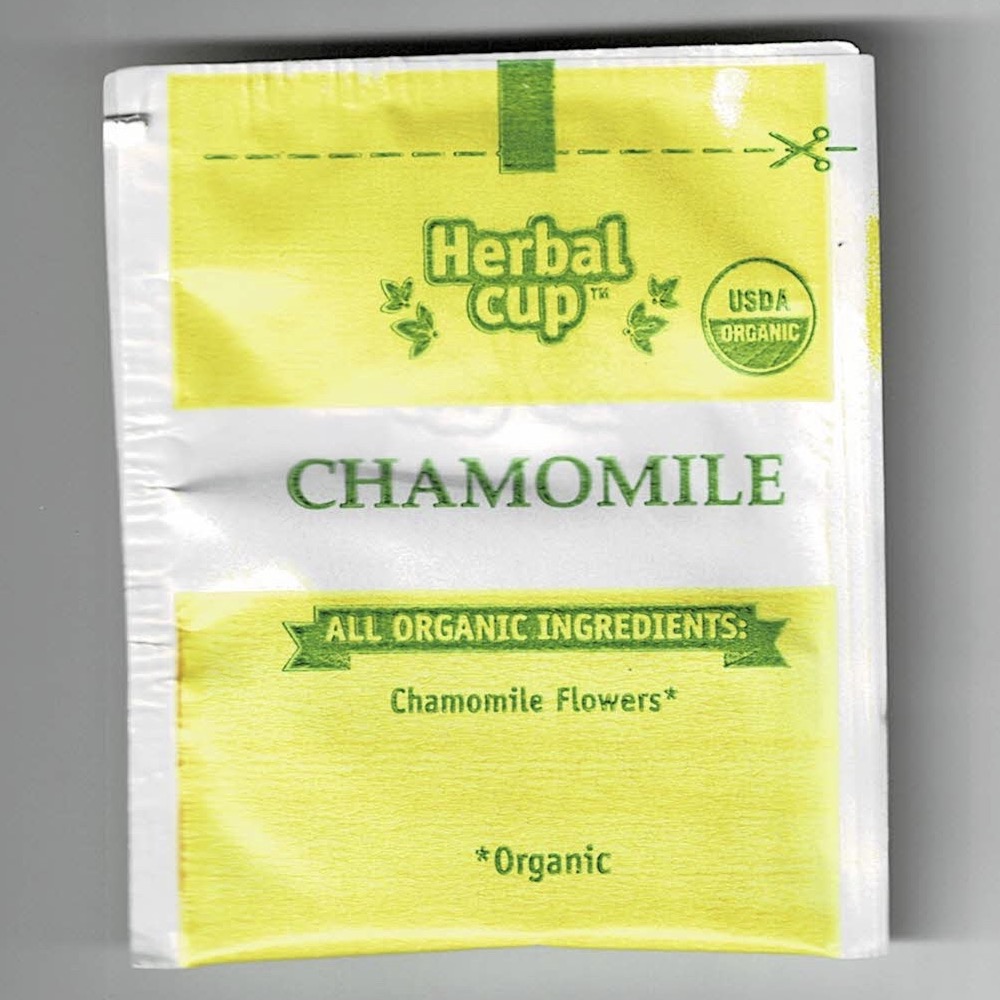 Herbal
cup™
USDA
ORGANIC
CHAMOMILE
ALL ORGANIC INGREDIENTS:
Chamomile Flowers*
*Organic